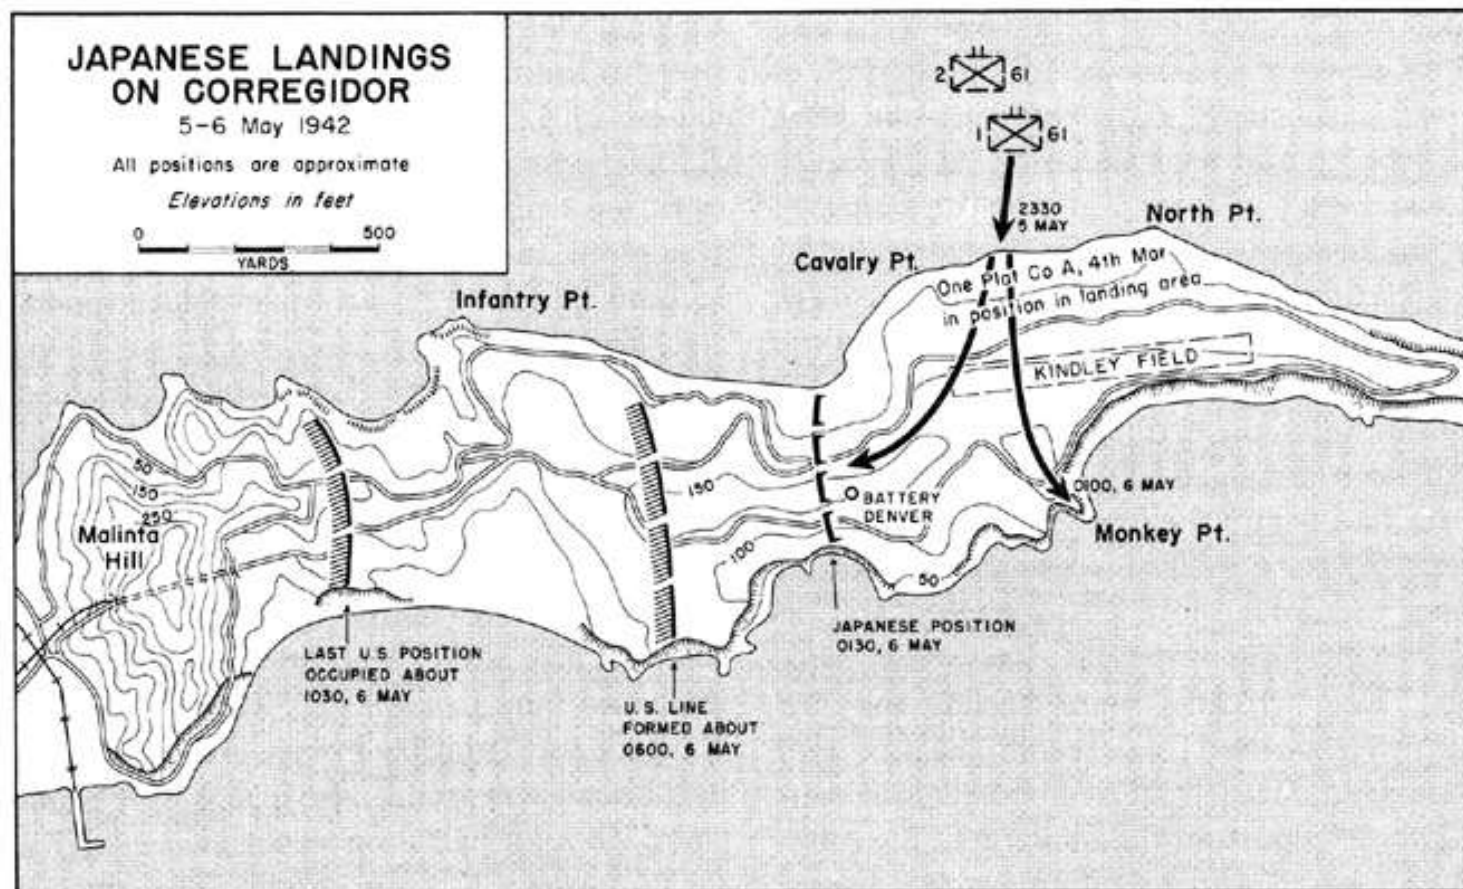 JAPANESE LANDINGS
ON CORREGIDOR
5-6 May 1942
All positions are approximate
Elevations in feet
0 500
YARDS
2 61
1 61
2330
5 MAY
North Pt.
Cavalry Pt.
One Plat Co A, 4th Mar
in position in landing area
Infantry Pt.
KINDLEY FIELD
50
150
250
Malinta
Hill
150
BATTERY
DENVER
0100, 6 MAY
Monkey Pt.
100
50
JAPANESE POSITION
0130, 6 MAY
LAST U.S. POSITION
OCCUPIED ABOUT
1030, 6 MAY
U.S. LINE
FORMED ABOUT
0600, 6 MAY